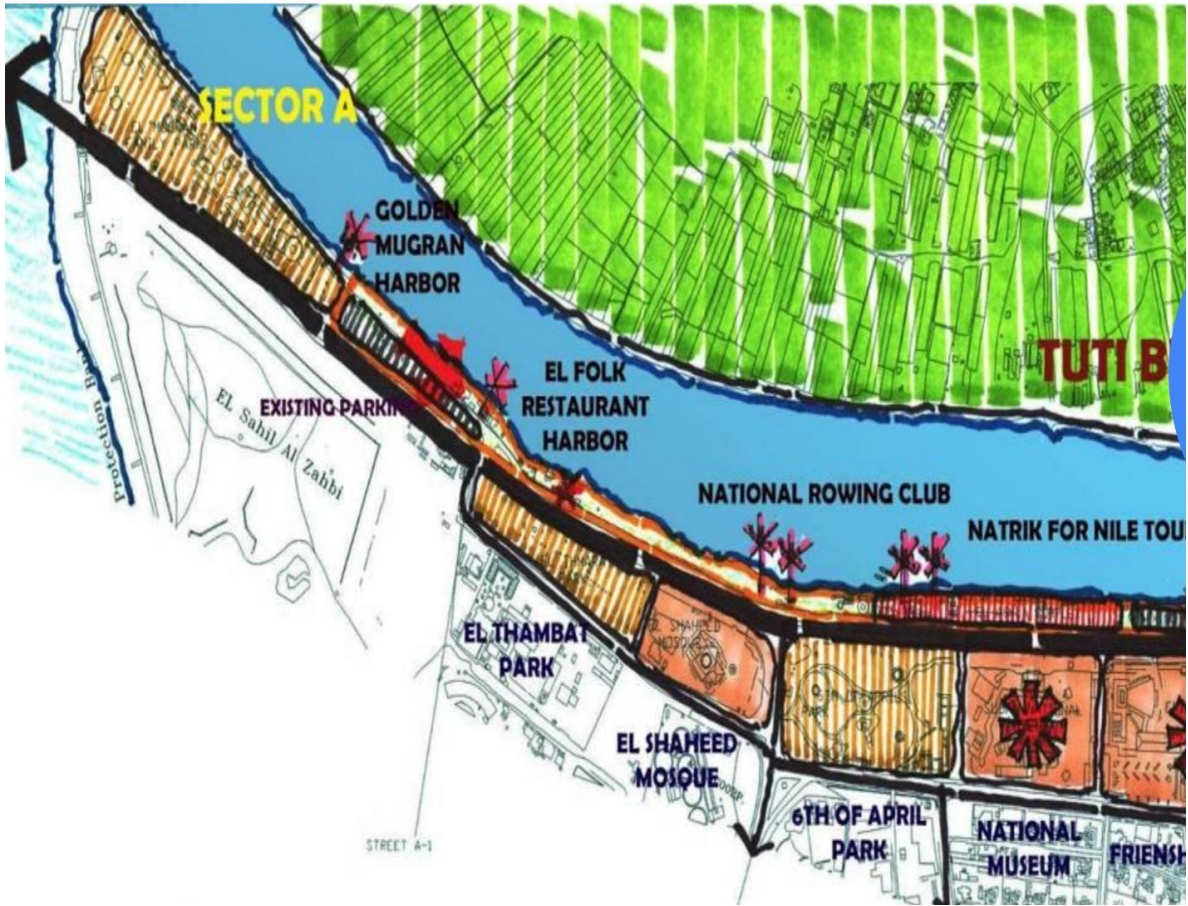 SECTOR A
GOLDEN
MUGRAN
HARBOR
TUTI B
EL FOLK
RESTAURANT
HARBOR
EXISTING PARKING
EL Sahil Al Zahbi
Protection
NATIONAL ROWING CLUB
NATRIK FOR NILE TOU
SHAHEED
MOSQUE
EL THAMBAT
PARK
EL SHAHEED
MOSQUE
6TH OF APRIL
PARK
NATIONAL
MUSEUM
FRIENSH
STREET A-1